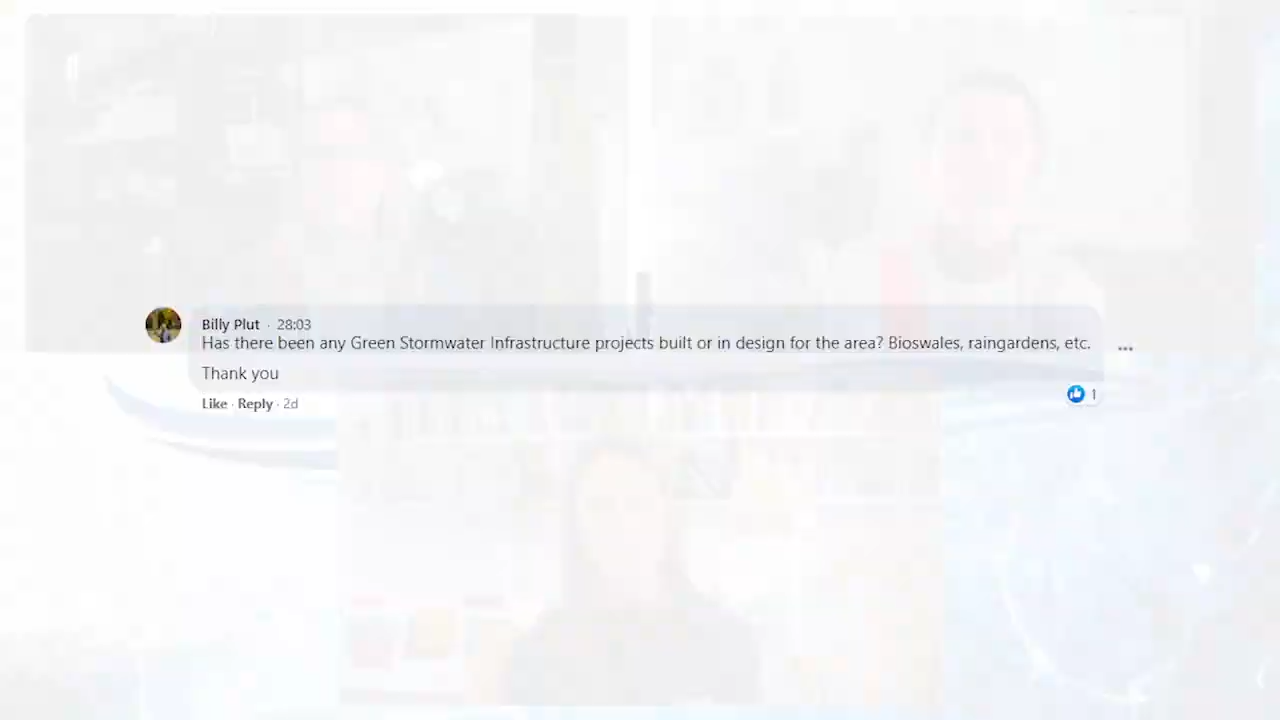 Billy Plut · 28:03
Has there been any Green Stormwater Infrastructure projects built or in design for the area? Bioswales, raingardens, etc.
Thank you
Like · Reply · 2d
1